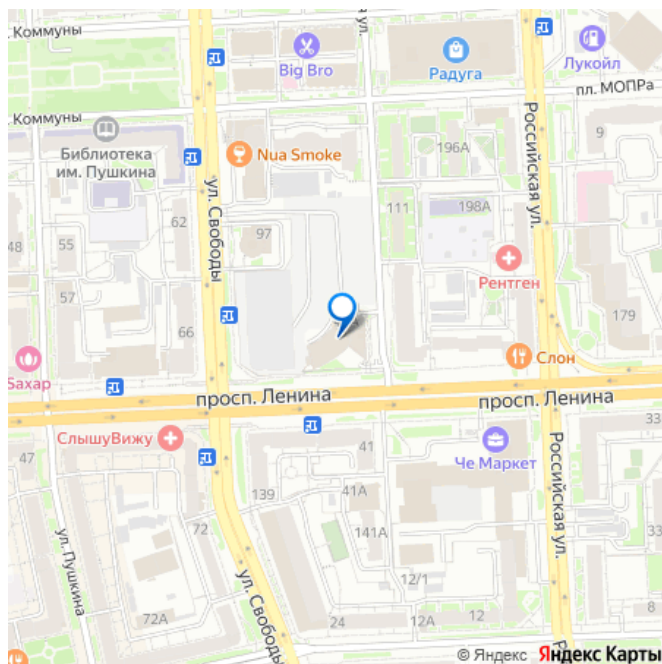 Коммуны
ул.
Big Bro
Радуга
Лукойл
пл. МОПРа
Коммуны
Библиотека
им. Пушкина
Nua Smoke
196А
9
Российская ул.
ул. Свободы
62
111
198А
48
55
97
Рентген
57
66
179
Слон
Бахар
просп. Ленина
просп. Ленина
33
СлышуВижу
47
41
Че Маркет
139
41А
Российская ул.
ул. Пушкина
72
141А
33
12/1
ул. Свободы
72А
24
12А
12
8
© Яндекс Яндекс Карты